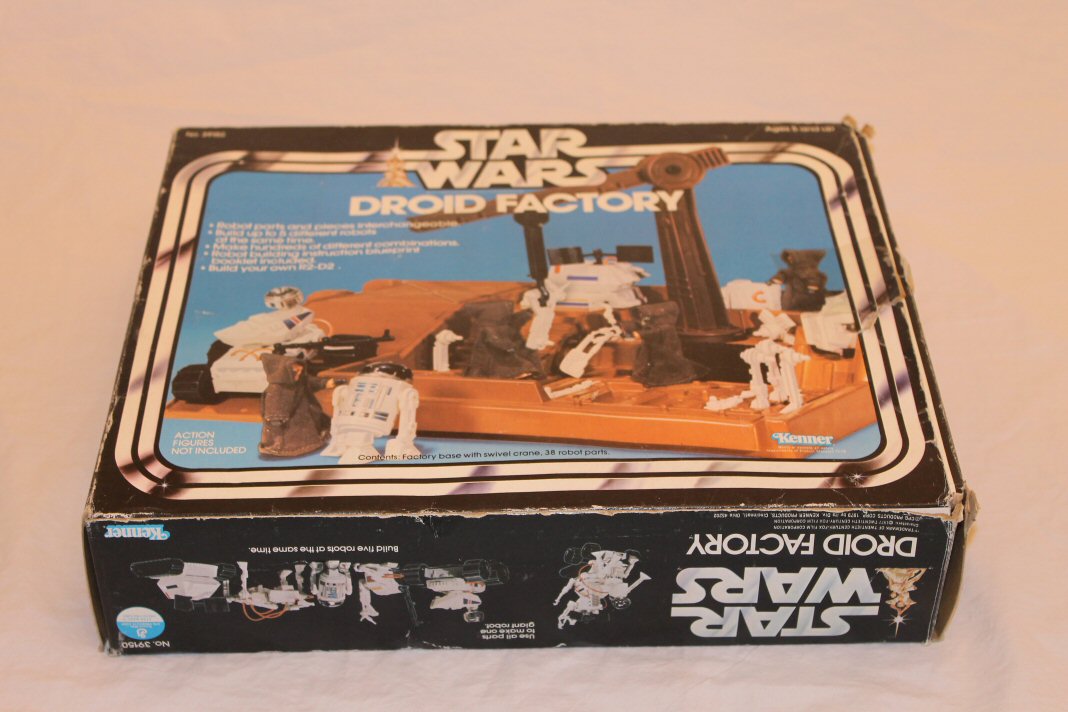 Ages 5 and up
STAR
WARS
DROID FACTORY
• Robot parts and pieces interchangeable.
• Build up to 5 different robots
at the same time.
• Make hundreds of different combinations.
• Robot building instruction blueprint
booklet included.
• Build your own R2-D2
ACTION
FIGURES
NOT INCLUDED
Contents: Factory base with swivel crane, 38 robot parts.
Kenner
STAR
WARS
DROID FACTORY
Use all parts
to make one
giant robot.
Build five robots at the same time.
No. 39150
Kenner